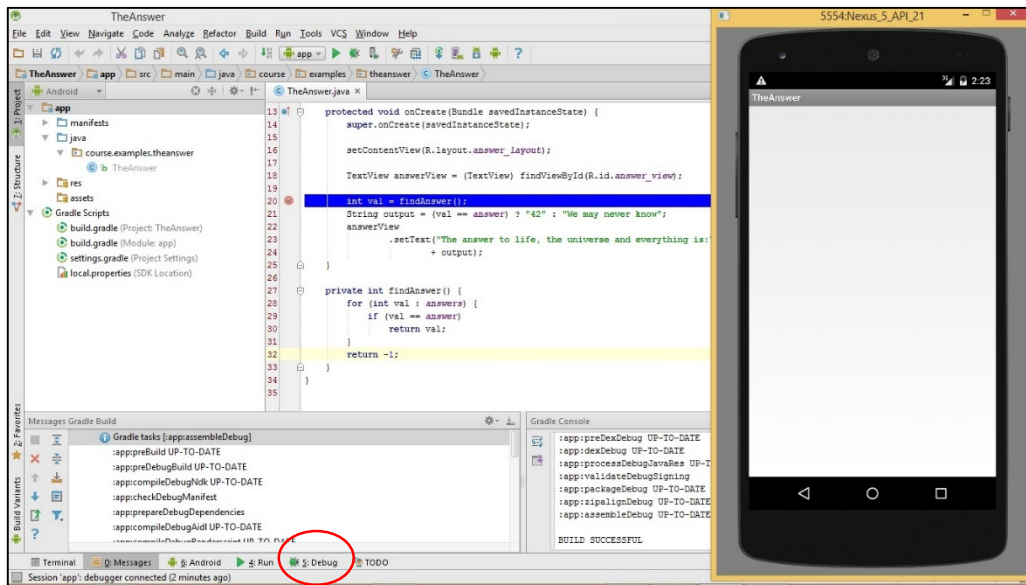 TheAnswer
File Edit View Navigate Code Analyze Refactor Build Run Tools VCS Window Help
app
TheAnswer app src main java course examples theanswer TheAnswer
1: Project
Z: Structure
2: Favorites
Build Variants
Android
app
manifests
java
course.examples.theanswer
TheAnswer
res
assets
Gradle Scripts
build.gradle (Project: TheAnswer)
build.gradle (Module: app)
settings.gradle (Project Settings)
local.properties (SDK Location)
TheAnswer.java
13 protected void onCreate(Bundle savedInstanceState) {
14 super.onCreate(savedInstanceState);
15
16 setContentView(R.layout.answer_layout);
17
18 TextView answerView = (TextView) findViewById(R.id.answer_view);
19
20 int val = findAnswer();
21 String output = (val == answer) ? "42" : "We may never know";
22 answerView
23 .setText("The answer to life, the universe and everything is:
24 + output);
25 }
26
27 private int findAnswer() {
28 for (int val : answers) {
29 if (val == answer)
30 return val;
31 }
32 return -1;
33 }
34 }
35
Messages Gradle Build
Gradle tasks [:app:assembleDebug]
:app:preBuild UP-TO-DATE
:app:preDebugBuild UP-TO-DATE
:app:compileDebugNdk UP-TO-DATE
:app:checkDebugManifest
:app:prepareDebugDependencies
:app:compileDebugAidl UP-TO-DATE
:app:compileDebugRenderscript UP-TO-DATE
Gradle Console
:app:preDexDebug UP-TO-DATE
:app:dexDebug UP-TO-DATE
:app:processDebugJavaRes UP-T
:app:validateDebugSigning
:app:packageDebug UP-TO-DATE
:app:zipalignDebug UP-TO-DATE
:app:assembleDebug UP-TO-DATE
BUILD SUCCESSFUL
Terminal 0: Messages 6: Android 4: Run 5: Debug TODO
Session 'app': debugger connected (2 minutes ago)
5554:Nexus_5_API_21
3G 2:23
TheAnswer